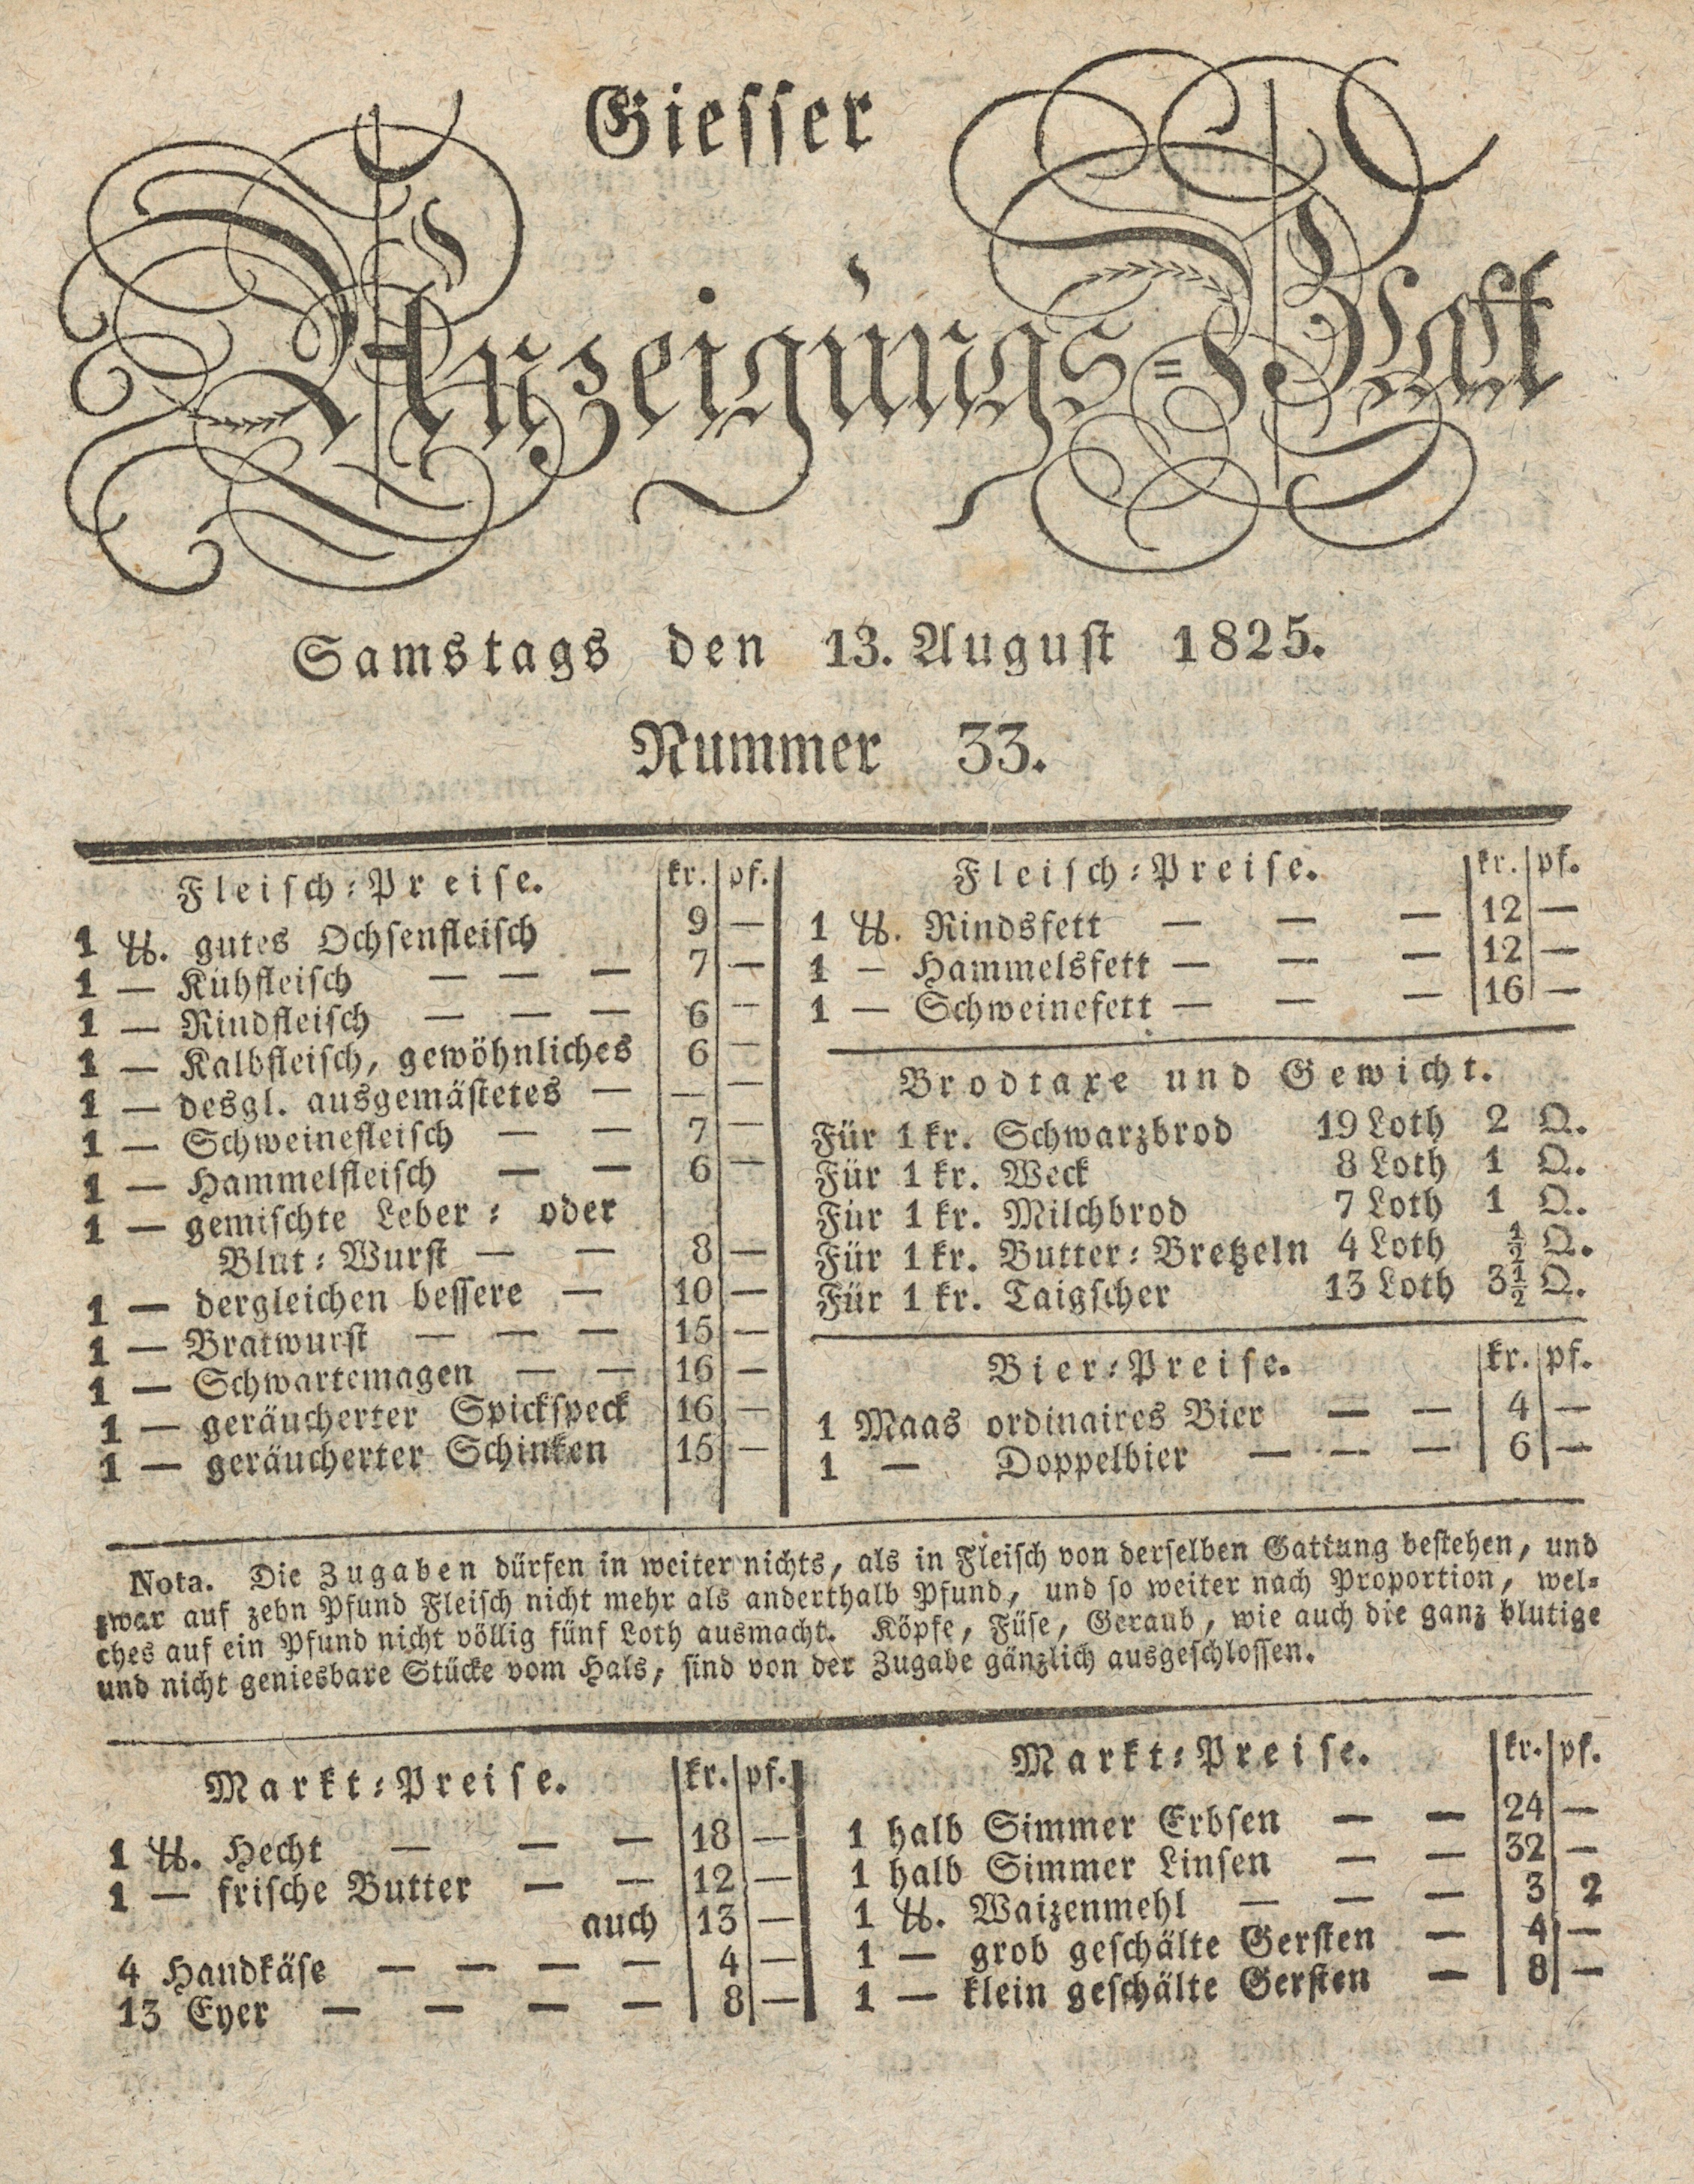 Giesser
Anzeigungs=Blatt
Samstags den 13. August 1825.
Nummer 33.
Fleisch=Preise. kr. pf.
1 ℔. gutes Ochsenfleisch 9 —
1 — Kuhfleisch — — — 7 —
1 — Rindfleisch — — — 6 —
1 — Kalbfleisch, gewöhnliches 6 —
1 — desgl. ausgemästetes — — —
1 — Schweinefleisch — — 7 —
1 — Hammelfleisch — — 6 —
1 — gemischte Leber= oder
Blut=Wurst — — 8 —
1 — dergleichen bessere — 10 —
1 — Bratwurst — — — 15 —
1 — Schwartemagen — — 16 —
1 — geräucherter Spickspeck 16 —
1 — geräucherter Schinken 15 —
Fleisch=Preise. kr. pf.
1 ℔. Rindsfett — — — 12 —
1 — Hammelsfett — — — 12 —
1 — Schweinefett — — — 16 —
Brodtaxe und Gewicht.
Für 1 kr. Schwarzbrod 19 Loth 2 Q.
Für 1 kr. Weck 8 Loth 1 Q.
Für 1 kr. Milchbrod 7 Loth 1 Q.
Für 1 kr. Butter=Bretzeln 4 Loth ½ Q.
Für 1 kr. Taigscher 13 Loth 3½ Q.
Bier=Preise. kr. pf.
1 Maas ordinaires Bier — — 4 —
1 — Doppelbier — — — 6 —
Nota. Die Zugaben dürfen in weiter nichts, als in Fleisch von derselben Gattung bestehen, und
zwar auf zehn Pfund Fleisch nicht mehr als anderthalb Pfund, und so weiter nach Proportion, wel=
ches auf ein Pfund nicht völlig fünf Loth ausmacht. Köpfe, Füse, Geraub, wie auch die ganz blutige
und nicht geniesbare Stücke vom Hals, sind von der Zugabe gänzlich ausgeschlossen.
Markt=Preise. kr. pf.
1 ℔. Hecht — — — 18 —
1 — frische Butter — — 12 —
auch 13 —
4 Handkäse — — — — 4 —
13 Eyer — — — — 8 —
Markt=Preise. kr. pf.
1 halb Simmer Erbsen — — 24 —
1 halb Simmer Linsen — — 32 —
1 ℔. Waizenmehl — — — 3 2
1 — grob geschälte Gersten — 4 —
1 — klein geschälte Gersten — 8 —